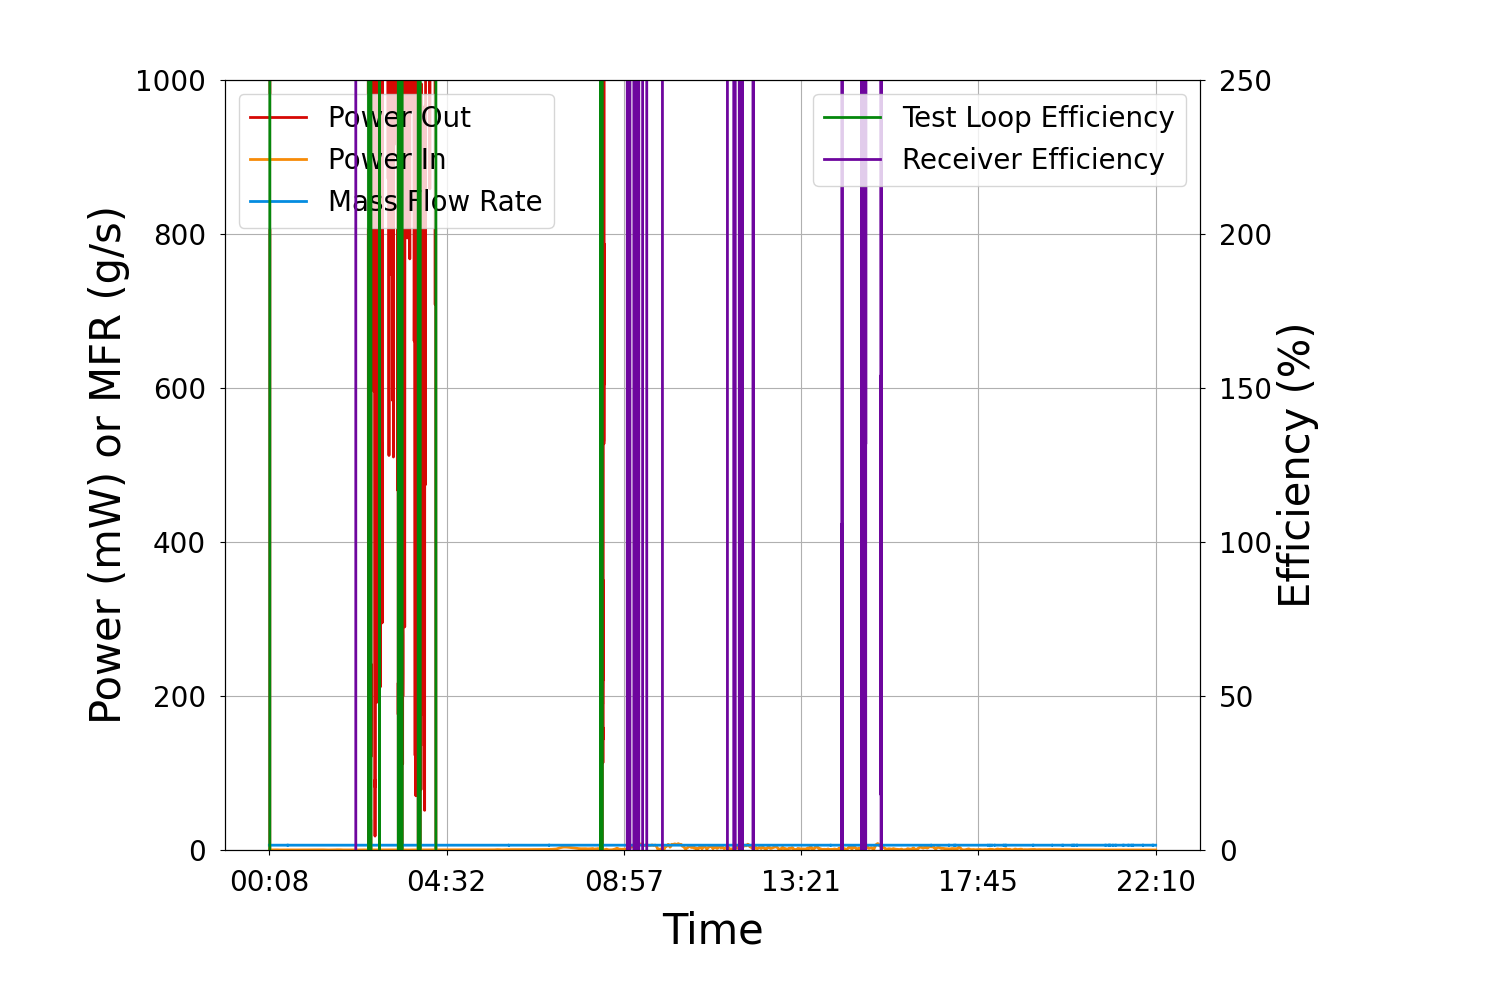 1000
800
600
400
200
0
Power (mW) or MFR (g/s)
Power Out
Power In
Mass Flow Rate
Test Loop Efficiency
Receiver Efficiency
250
200
150
100
50
0
Efficiency (%)
00:08 04:32 08:57 13:21 17:45 22:10
Time